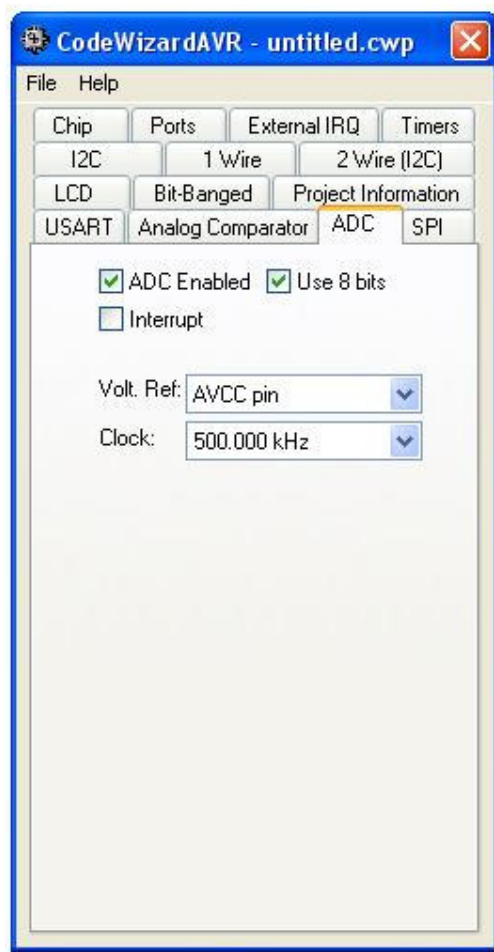 CodeWizardAVR - untitled.cwp
File Help
Chip Ports External IRQ Timers
I2C 1 Wire 2 Wire (I2C)
LCD Bit-Banged Project Information
USART Analog Comparator ADC SPI
ADC Enabled Use 8 bits
Interrupt
Volt. Ref: AVCC pin
Clock: 500.000 kHz